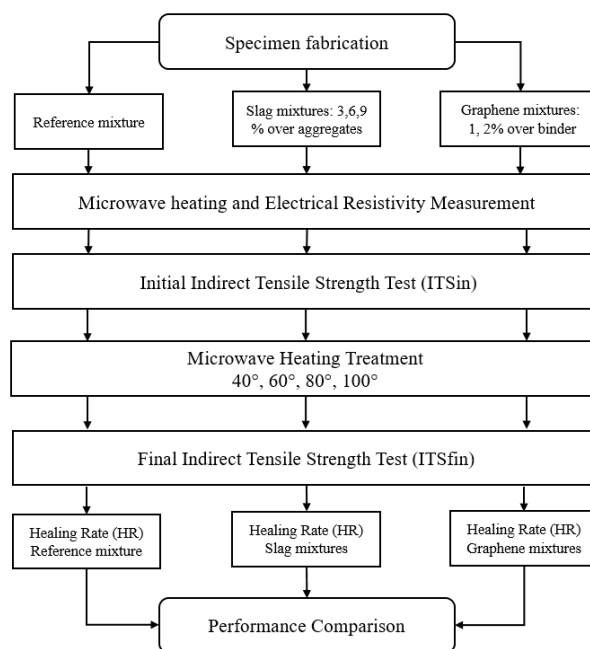 Specimen fabrication
Reference mixture
Slag mixtures: 3,6,9
% over aggregates
Graphene mixtures:
1, 2% over binder
Microwave heating and Electrical Resistivity Measurement
Initial Indirect Tensile Strength Test (ITSin)
Microwave Heating Treatment
40°, 60°, 80°, 100°
Final Indirect Tensile Strength Test (ITSfin)
Healing Rate (HR)
Reference mixture
Healing Rate (HR)
Slag mixtures
Healing Rate (HR)
Graphene mixtures
Performance Comparison